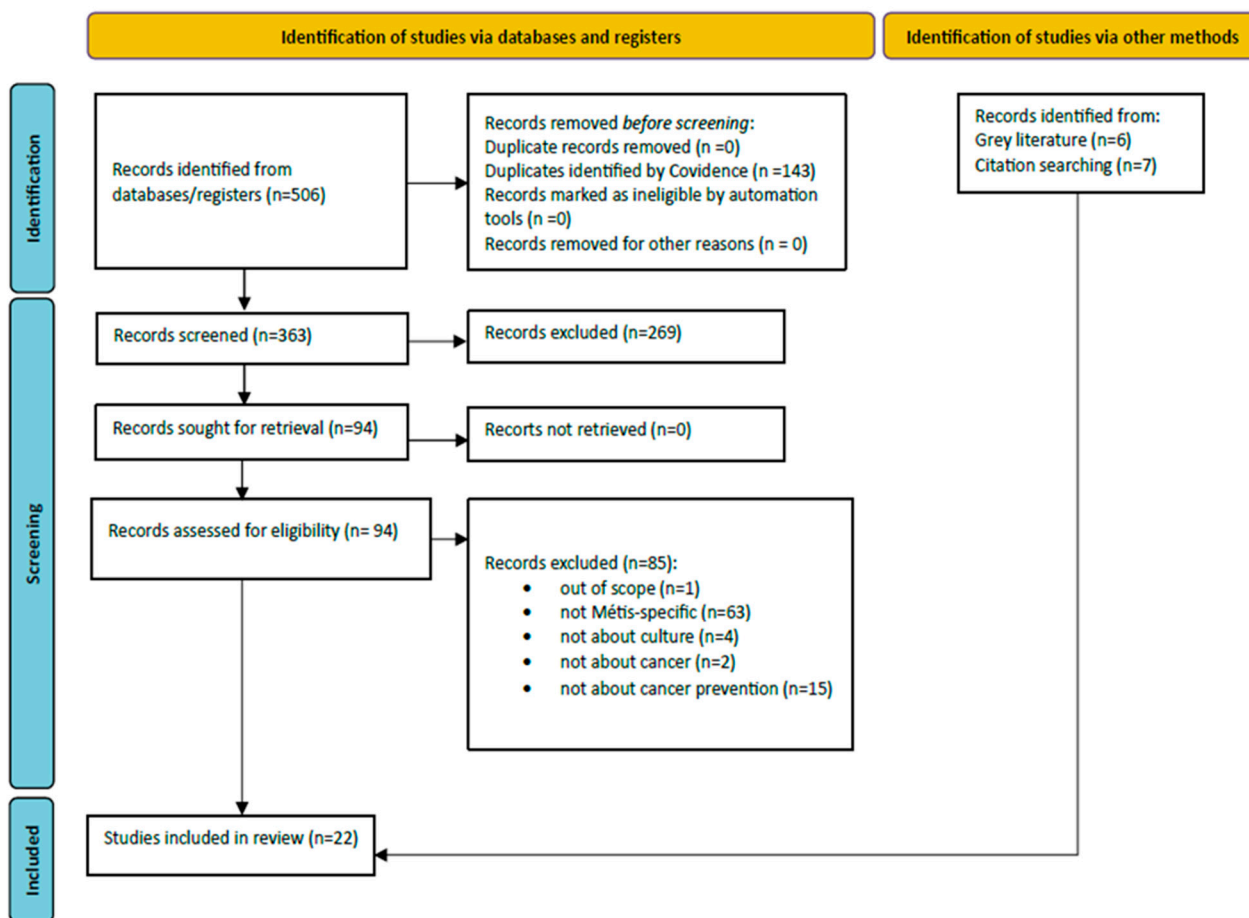 Identification of studies via databases and registers
Identification of studies via other methods
Identification
Records identified from
databases/registers (n=506)
Records removed before screening:
Duplicate records removed (n =0)
Duplicates identified by Covidence (n =143)
Records marked as ineligible by automation
tools (n =0)
Records removed for other reasons (n = 0)
Records identified from:
Grey literature (n=6)
Citation searching (n=7)
Screening
Records screened (n=363)
Records excluded (n=269)
Records sought for retrieval (n=94)
Recorts not retrieved (n=0)
Records assessed for eligibility (n= 94)
Records excluded (n=85):
• out of scope (n=1)
• not Métis-specific (n=63)
• not about culture (n=4)
• not about cancer (n=2)
• not about cancer prevention (n=15)
Included
Studies included in review (n=22)